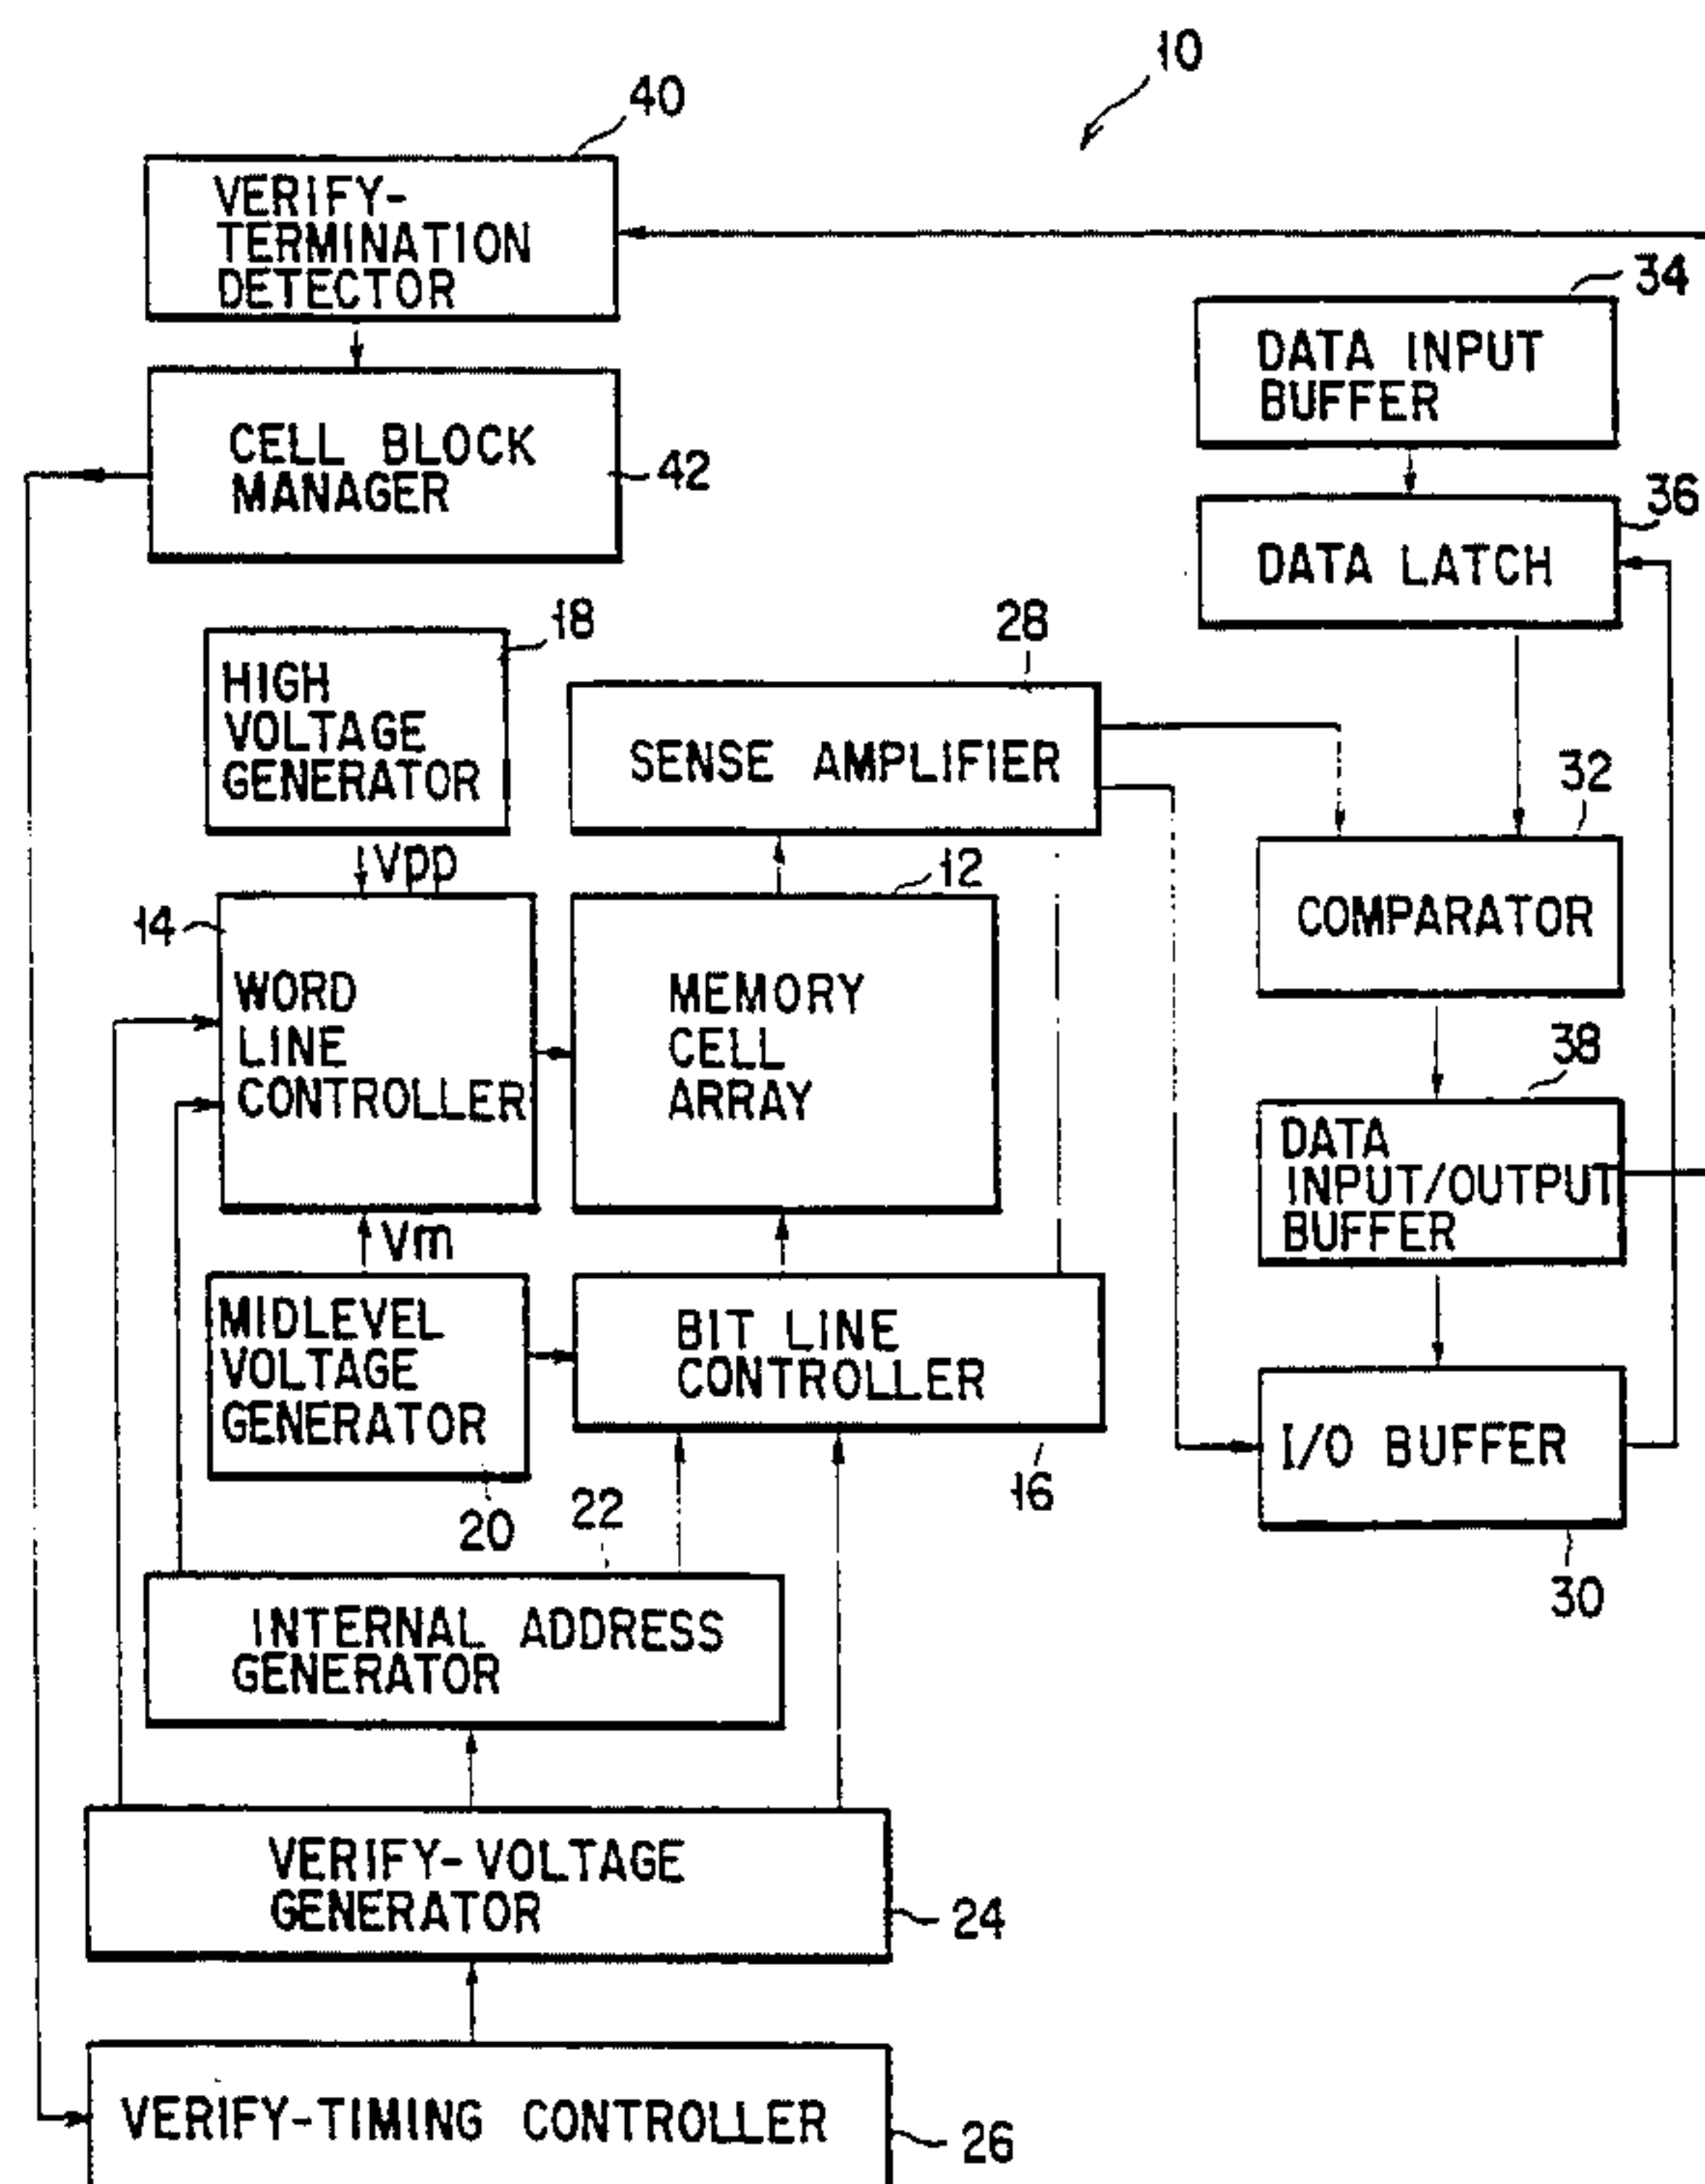 10
40
VERIFY-
TERMINATION
DETECTOR
34
DATA INPUT
BUFFER
CELL BLOCK
MANAGER
42
36
DATA LATCH
18
HIGH
VOLTAGE
GENERATOR
28
SENSE AMPLIFIER
32
COMPARATOR
Vpp
12
14
WORD
LINE
CONTROLLER
MEMORY
CELL
ARRAY
38
DATA
INPUT/OUTPUT
BUFFER
Vm
MIDLEVEL
VOLTAGE
GENERATOR
BIT LINE
CONTROLLER
I/O BUFFER
16
20
22
30
INTERNAL ADDRESS
GENERATOR
VERIFY-VOLTAGE
GENERATOR
24
VERIFY-TIMING CONTROLLER
26